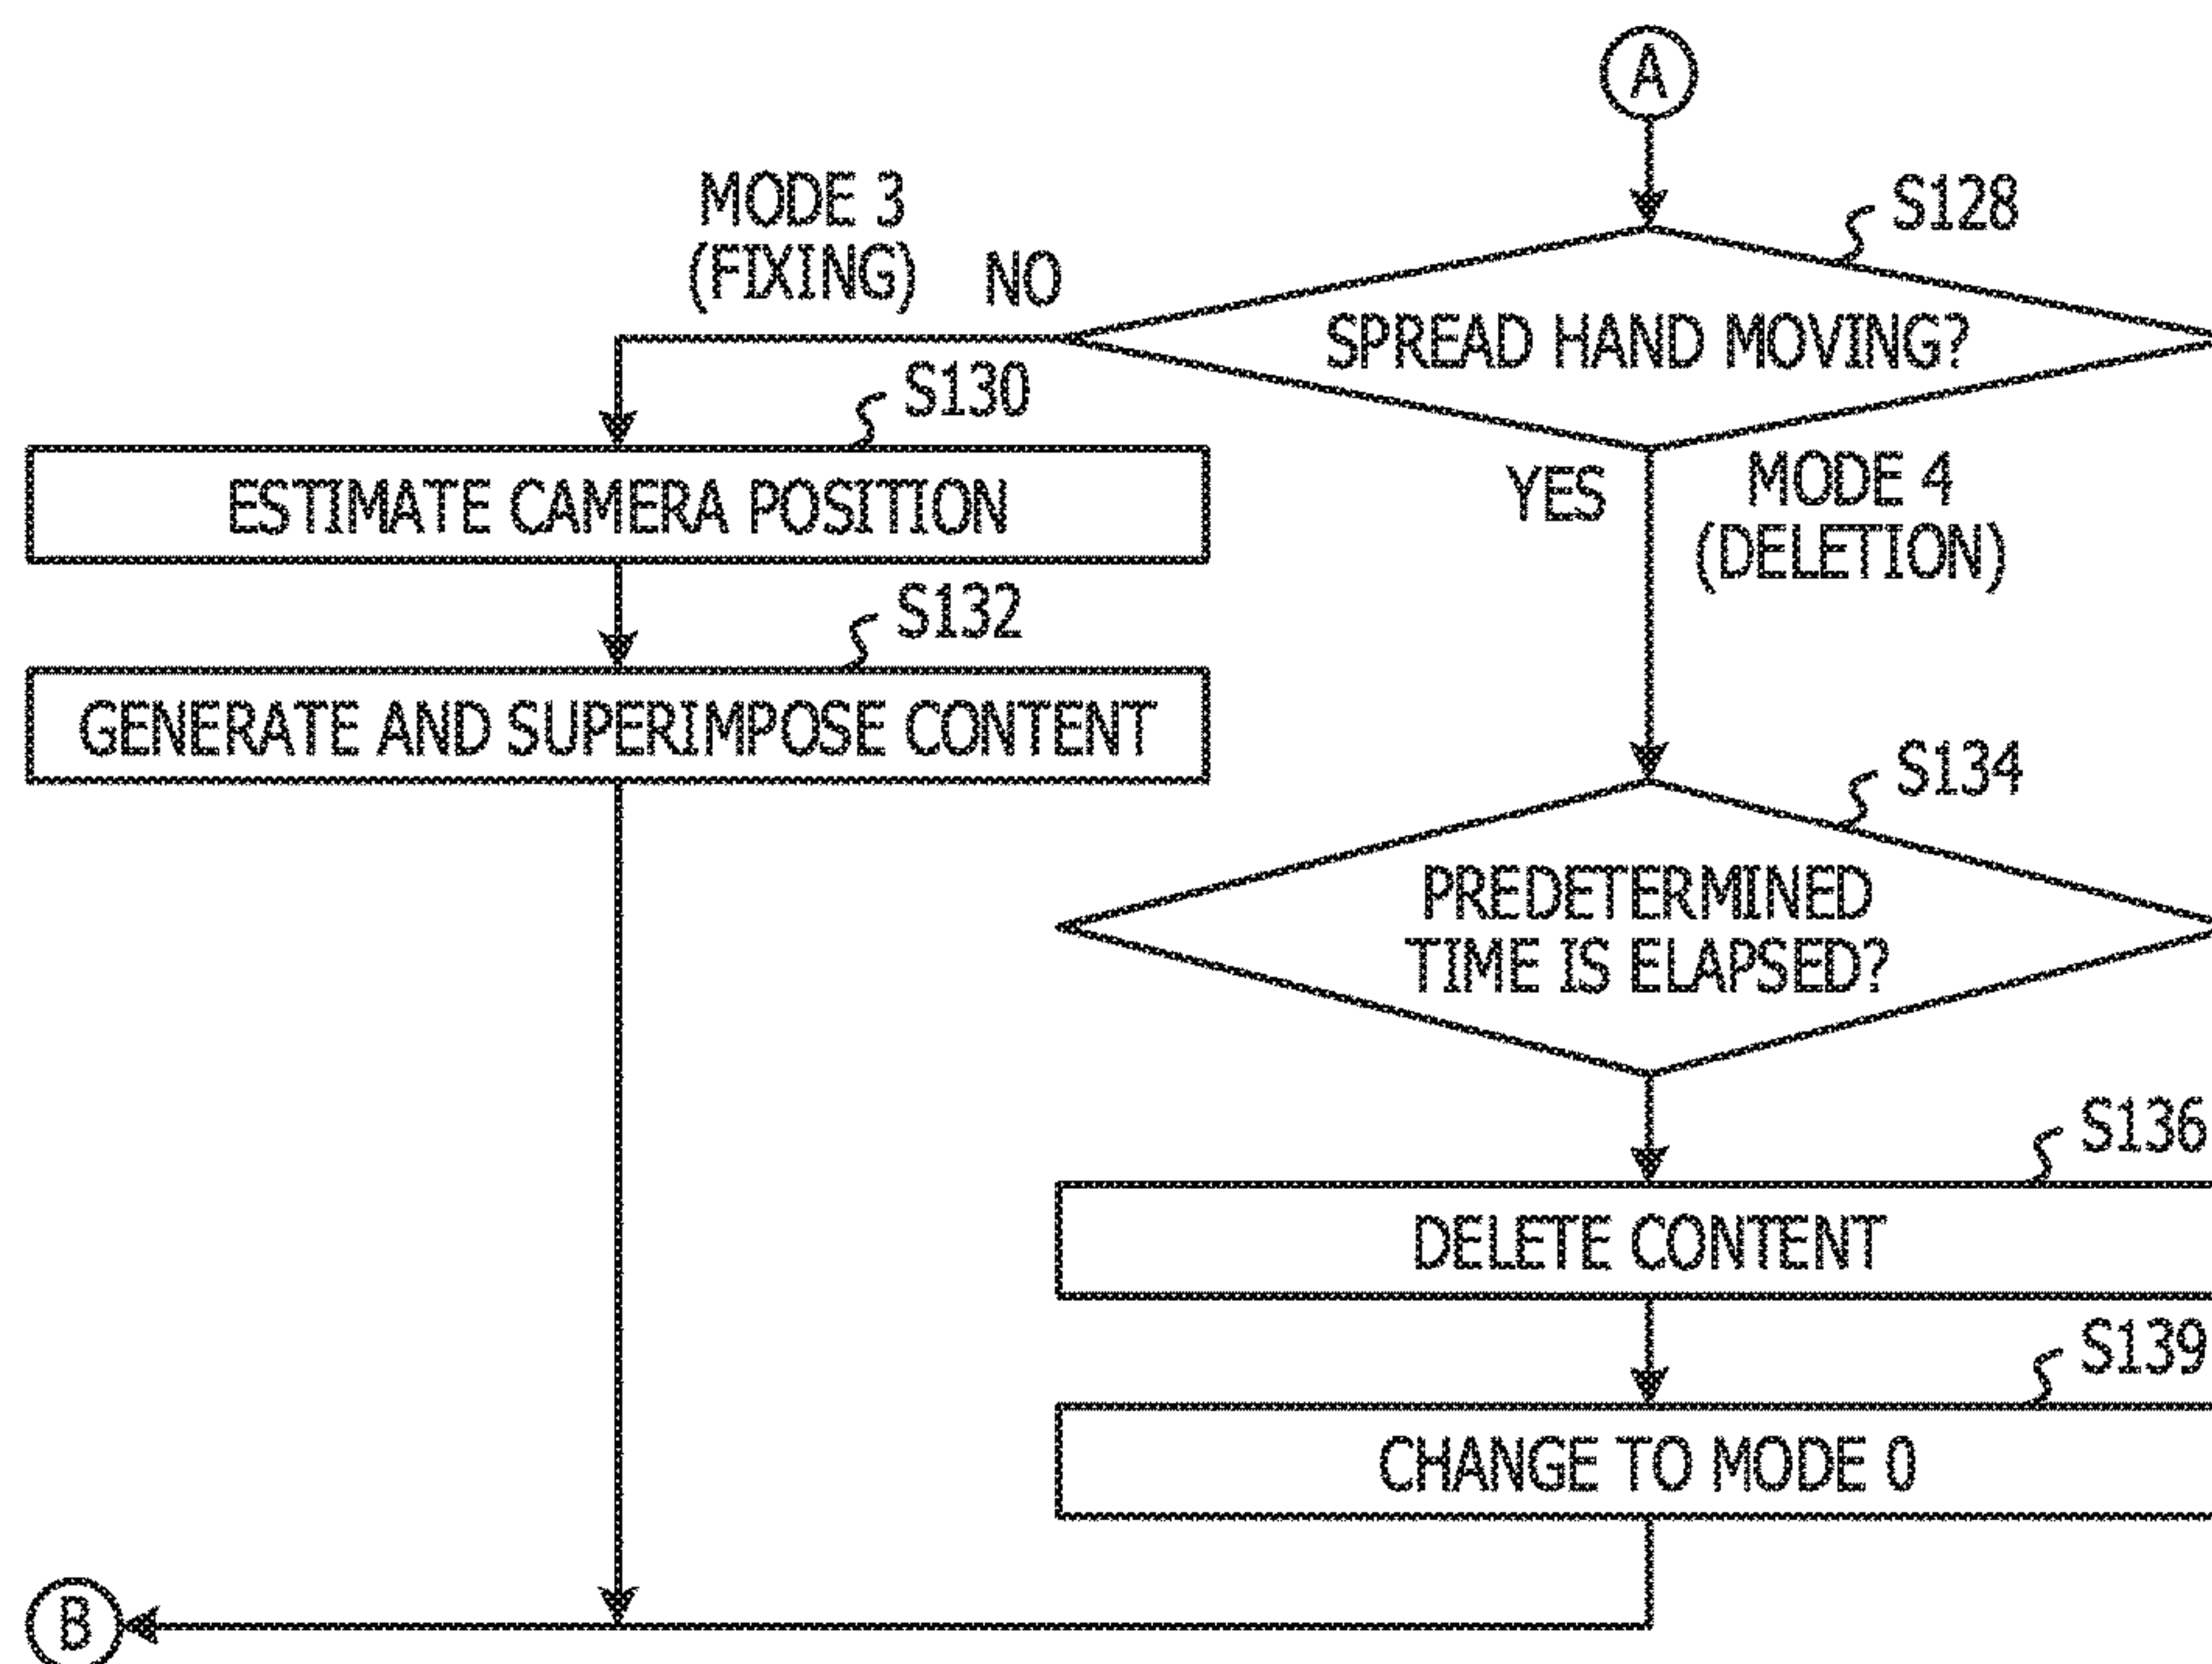 A
S128
MODE 3
(FIXING) NO
SPREAD HAND MOVING?
S130
ESTIMATE CAMERA POSITION
YES MODE 4
(DELETION)
S132
GENERATE AND SUPERIMPOSE CONTENT
S134
PREDETERMINED
TIME IS ELAPSED?
S136
DELETE CONTENT
S139
CHANGE TO MODE 0
B